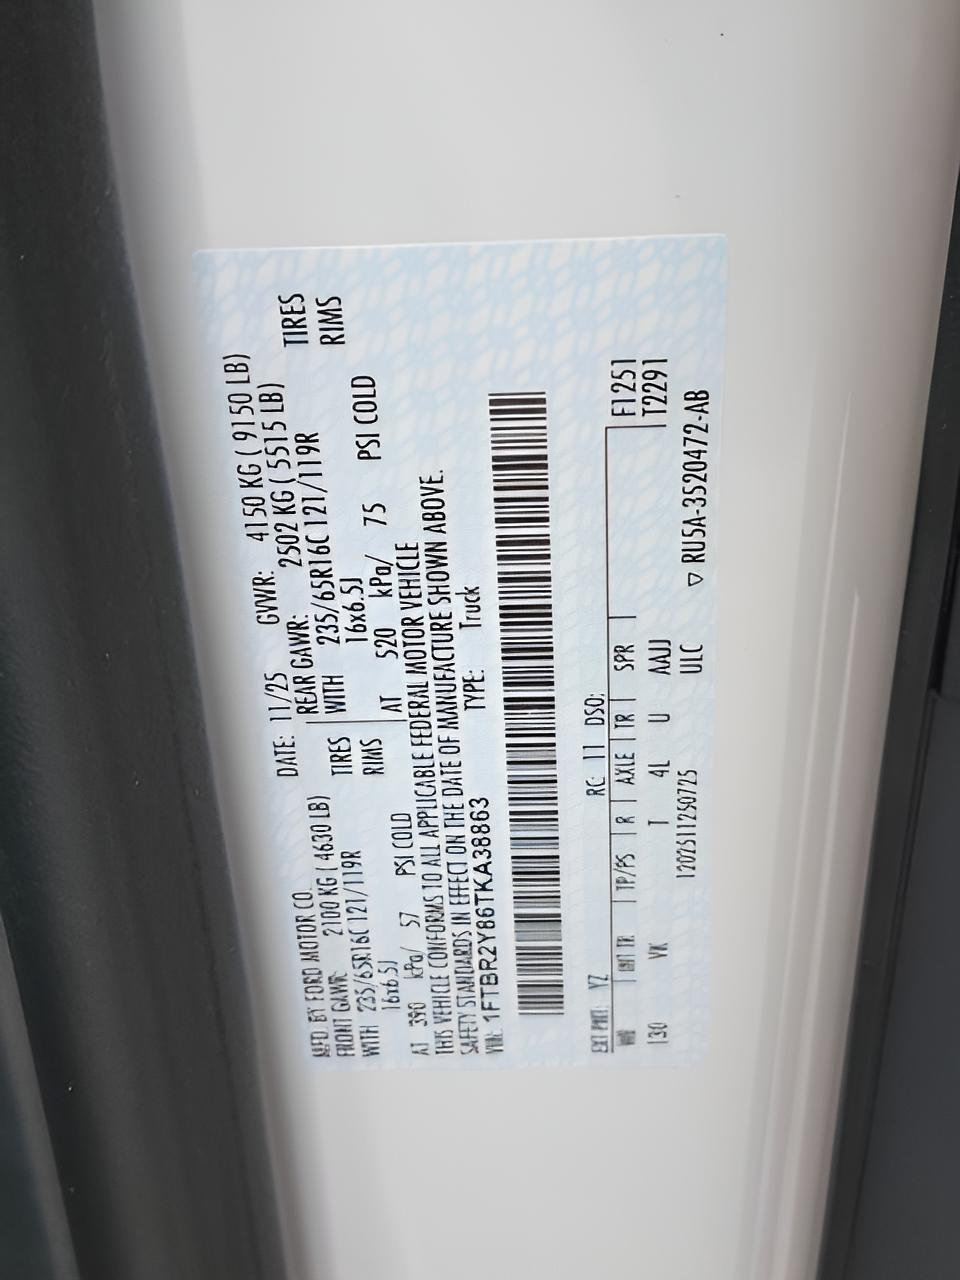 MFD. BY FORD MOTOR CO. DATE: 11/25 GVWR: 4150 KG ( 9150 LB)
FRONT GAWR: 2100 KG ( 4630 LB) REAR GAWR: 2502 KG ( 5515 LB)
WITH 235/65R16C 121/119R TIRES WITH 235/65R16C 121/119R TIRES
16x6.5J RIMS 16x6.5J RIMS
AT 390 kPa/ 57 PSI COLD AT 520 kPa/ 75 PSI COLD
THIS VEHICLE CONFORMS TO ALL APPLICABLE FEDERAL MOTOR VEHICLE
SAFETY STANDARDS IN EFFECT ON THE DATE OF MANUFACTURE SHOWN ABOVE.
VIN: 1FTBR2Y86TKA38863 TYPE: Truck
EXT PNT: YZ RC: 11 DSO:
WB INT TR TP/PS R AXLE TR SPR F1251
130 VK T 4L U AAJJ T2291
12025111250725 ULC
▽ RU5A-3520472-AB